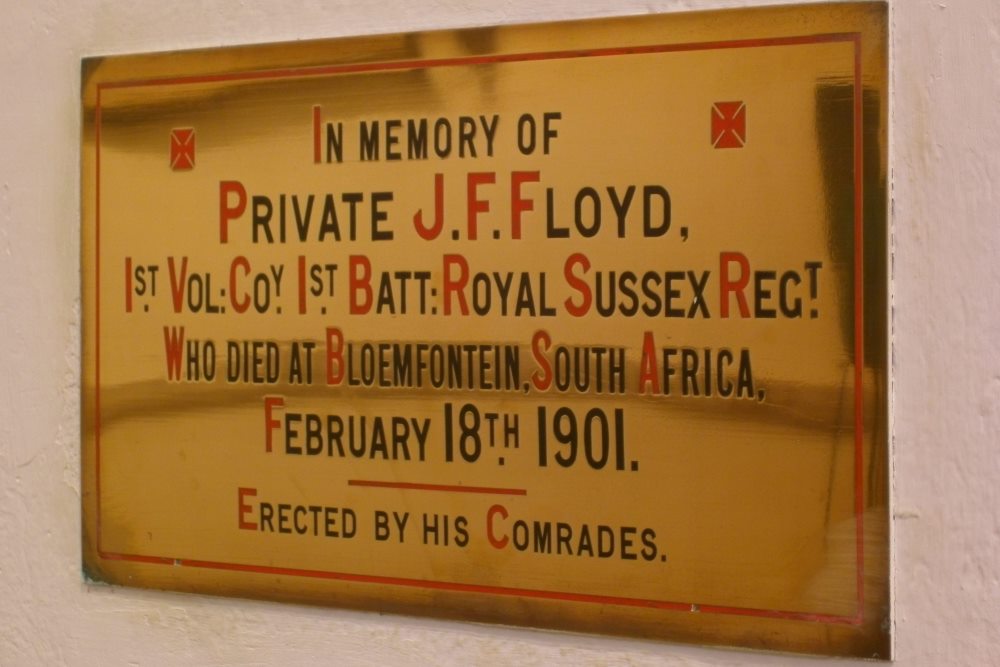 In memory of
Private J.F.Floyd,
1st Vol: Coy. 1st Batt: Royal Sussex Regt.
Who died at Bloemfontein, South Africa,
February 18th. 1901.
Erected by his Comrades.